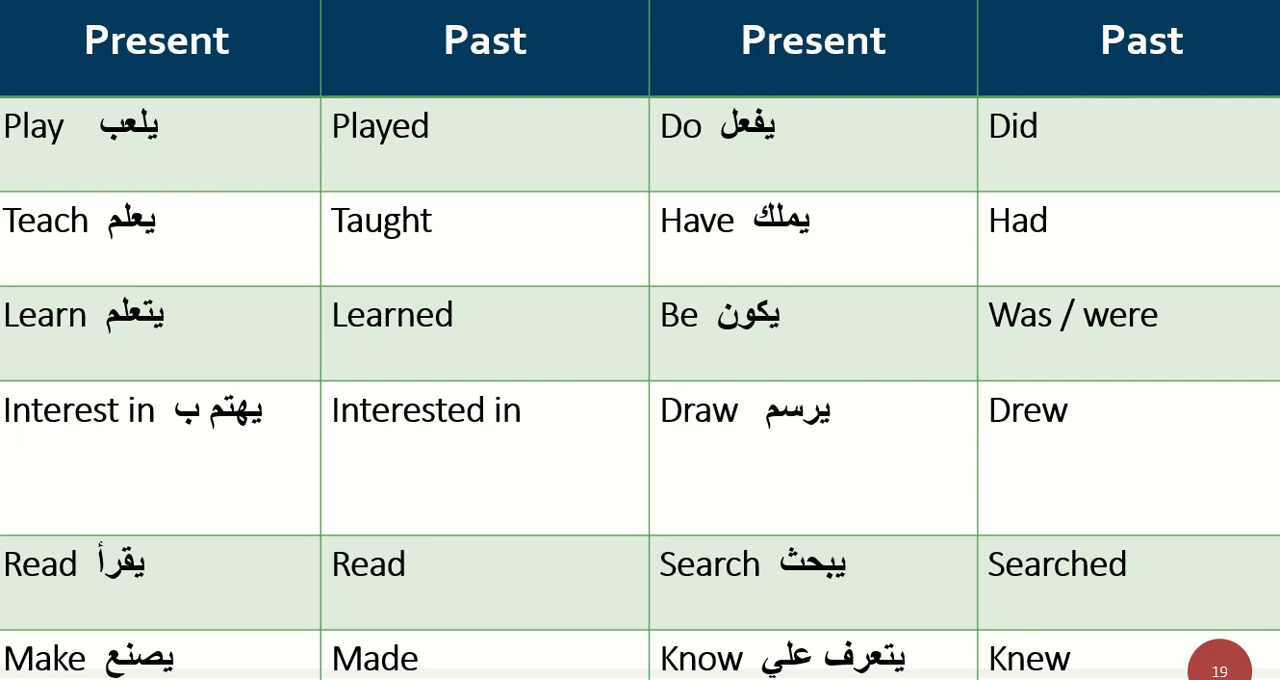 Present Past Present Past
Play يلعب Played Do يفعل Did
Teach يعلم Taught Have يملك Had
Learn يتعلم Learned Be يكون Was / were
Interest in يهتم ب Interested in Draw يرسم Drew
Read يقرأ Read Search يبحث Searched
Make يصنع Made Know يتعرف علي Knew
19